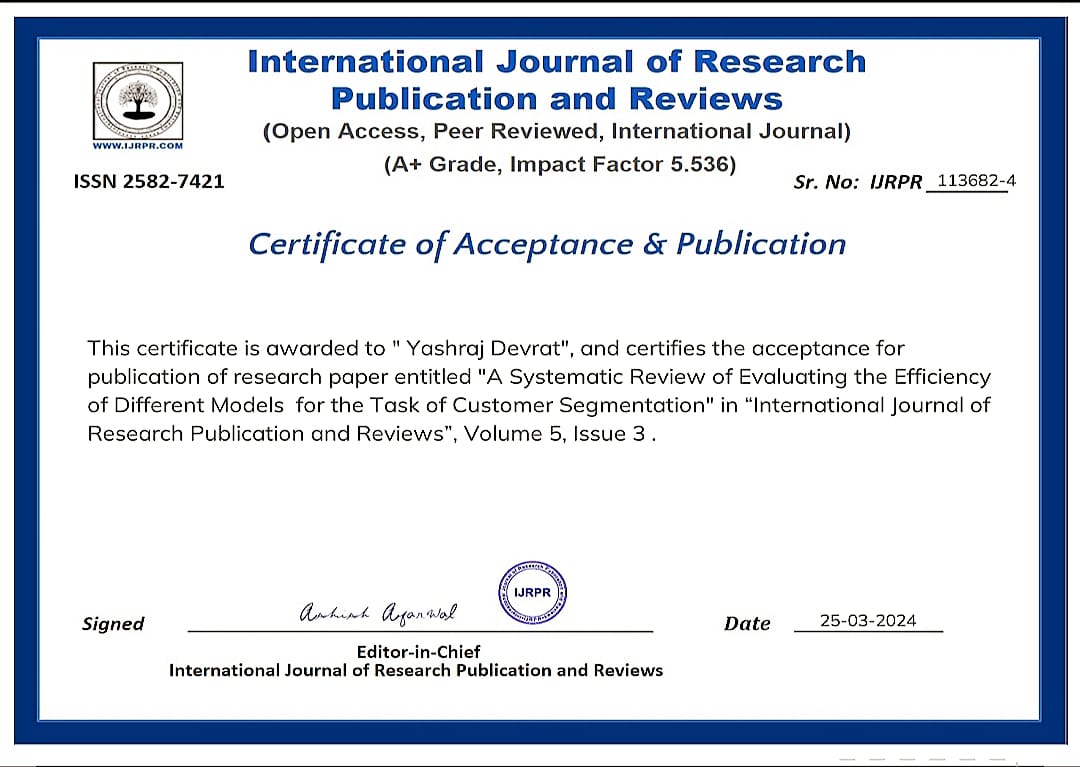 International Journal of Research
Publication and Reviews
(Open Access, Peer Reviewed, International Journal)
(A+ Grade, Impact Factor 5.536)
WWW.IJRPR.COM
ISSN 2582-7421
Sr. No: IJRPR 113682-4
Certificate of Acceptance & Publication
This certificate is awarded to " Yashraj Devrat", and certifies the acceptance for
publication of research paper entitled "A Systematic Review of Evaluating the Efficiency
of Different Models for the Task of Customer Segmentation" in “International Journal of
Research Publication and Reviews”, Volume 5, Issue 3 .
IJRPR
Signed Ashish Agarwal
Date 25-03-2024
Editor-in-Chief
International Journal of Research Publication and Reviews